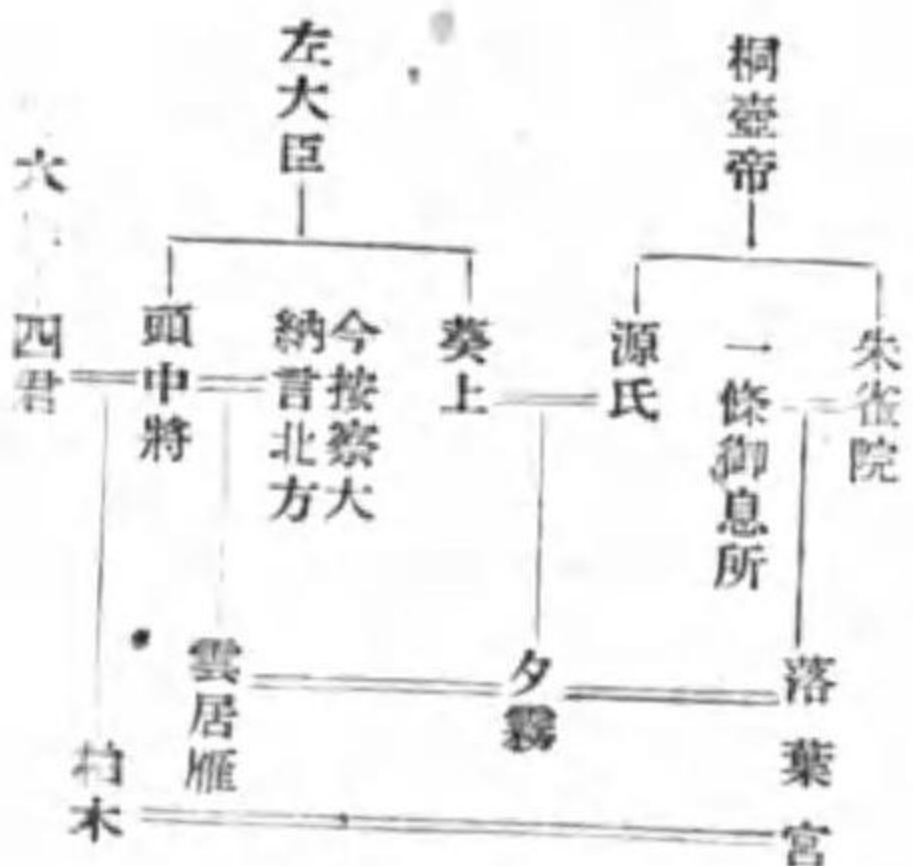 桐壺帝
朱雀院
一條御息所
源氏
落葉宮
左大臣
葵上
今按察大
納言北方
頭中將
四君
夕霧
雲居雁
柏木
六